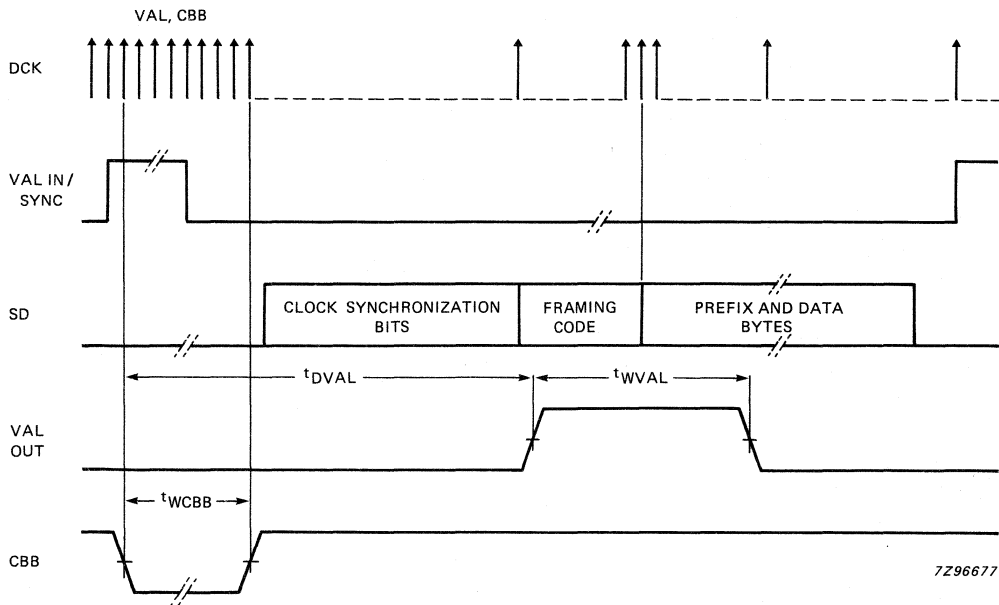 VAL, CBB
DCK
VAL IN/
SYNC
SD
CLOCK SYNCHRONIZATION
BITS
FRAMING
CODE
PREFIX AND DATA
BYTES
tDVAL
tWVAL
VAL
OUT
tWCBB
CBB
7Z96677